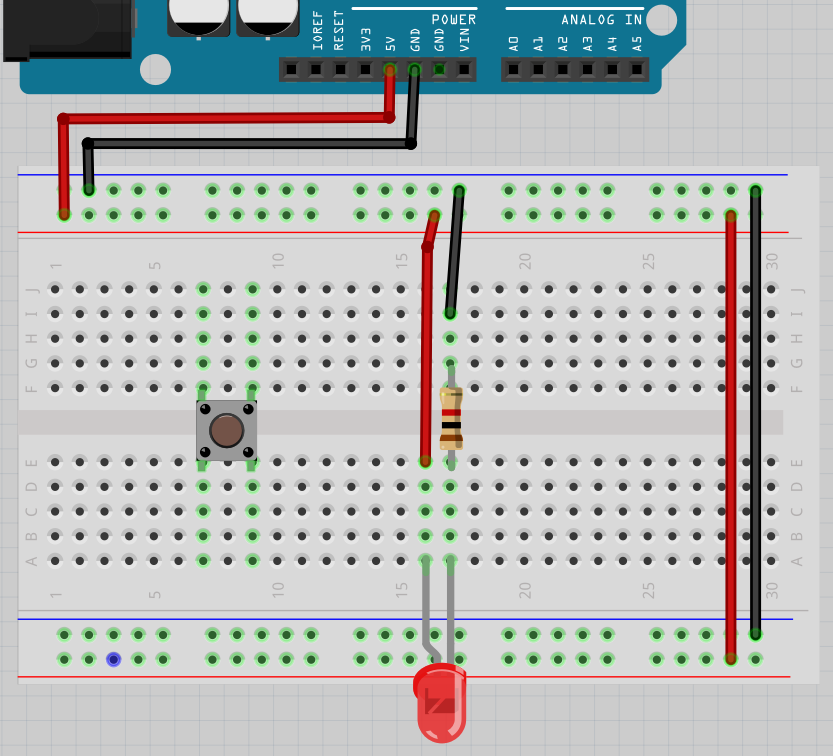 POWER ANALOG IN
IOREF RESET 3V3 5V GND GND VIN A0 A1 A2 A3 A4 A5
1 5 10 15 20 25 30
J J
I I
H H
G G
F F
E E
D D
C C
B B
A A
1 5 10 15 20 25 30